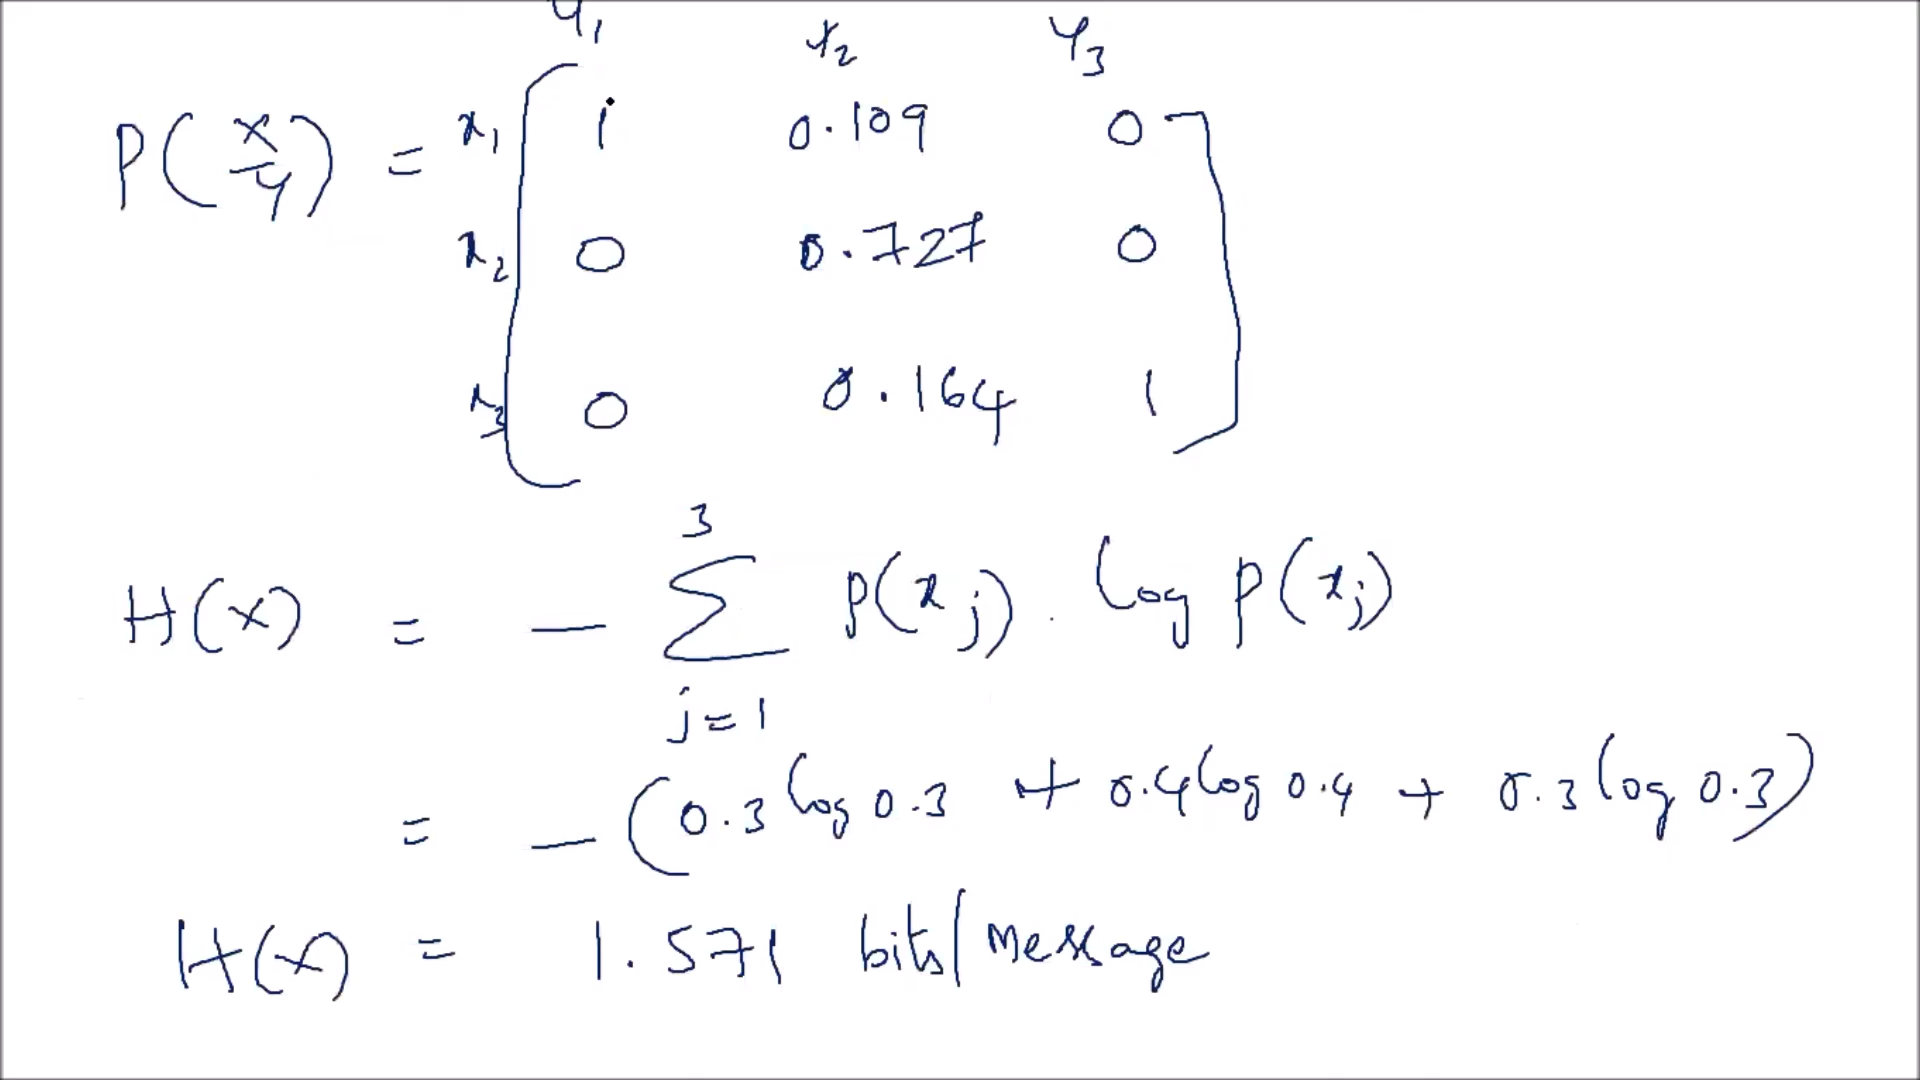 y₁ y₂ y₃
P(x/y) = x₁ [ 1 0.109 0 ]
x₂ 0 0.727 0
x₃ 0 0.164 1
H(x) = − ∑ (j=1 to 3) P(xⱼ) . log P(xⱼ)
= − (0.3 log 0.3 + 0.4 log 0.4 + 0.3 log 0.3)
H(x) = 1.571 bits/message